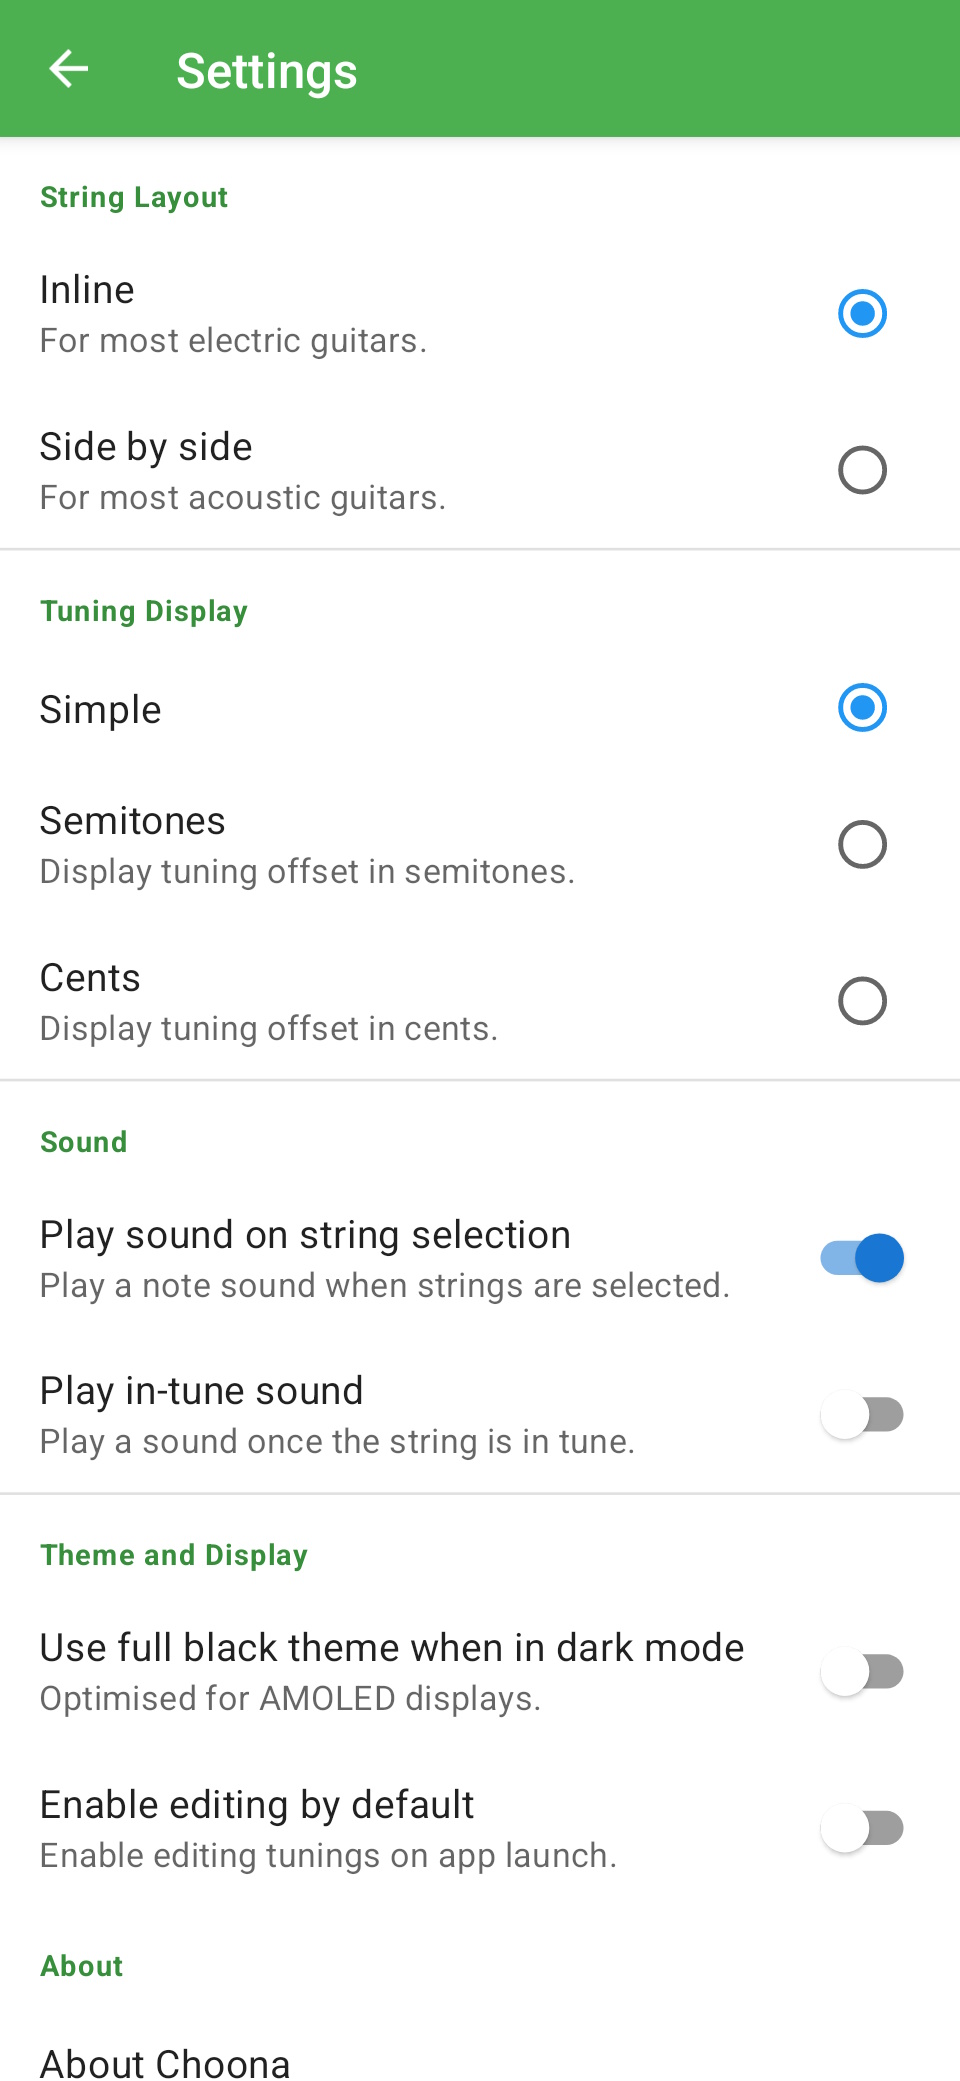 Settings
String Layout
Inline
For most electric guitars.
Side by side
For most acoustic guitars.
Tuning Display
Simple
Semitones
Display tuning offset in semitones.
Cents
Display tuning offset in cents.
Sound
Play sound on string selection
Play a note sound when strings are selected.
Play in-tune sound
Play a sound once the string is in tune.
Theme and Display
Use full black theme when in dark mode
Optimised for AMOLED displays.
Enable editing by default
Enable editing tunings on app launch.
About
About Choona